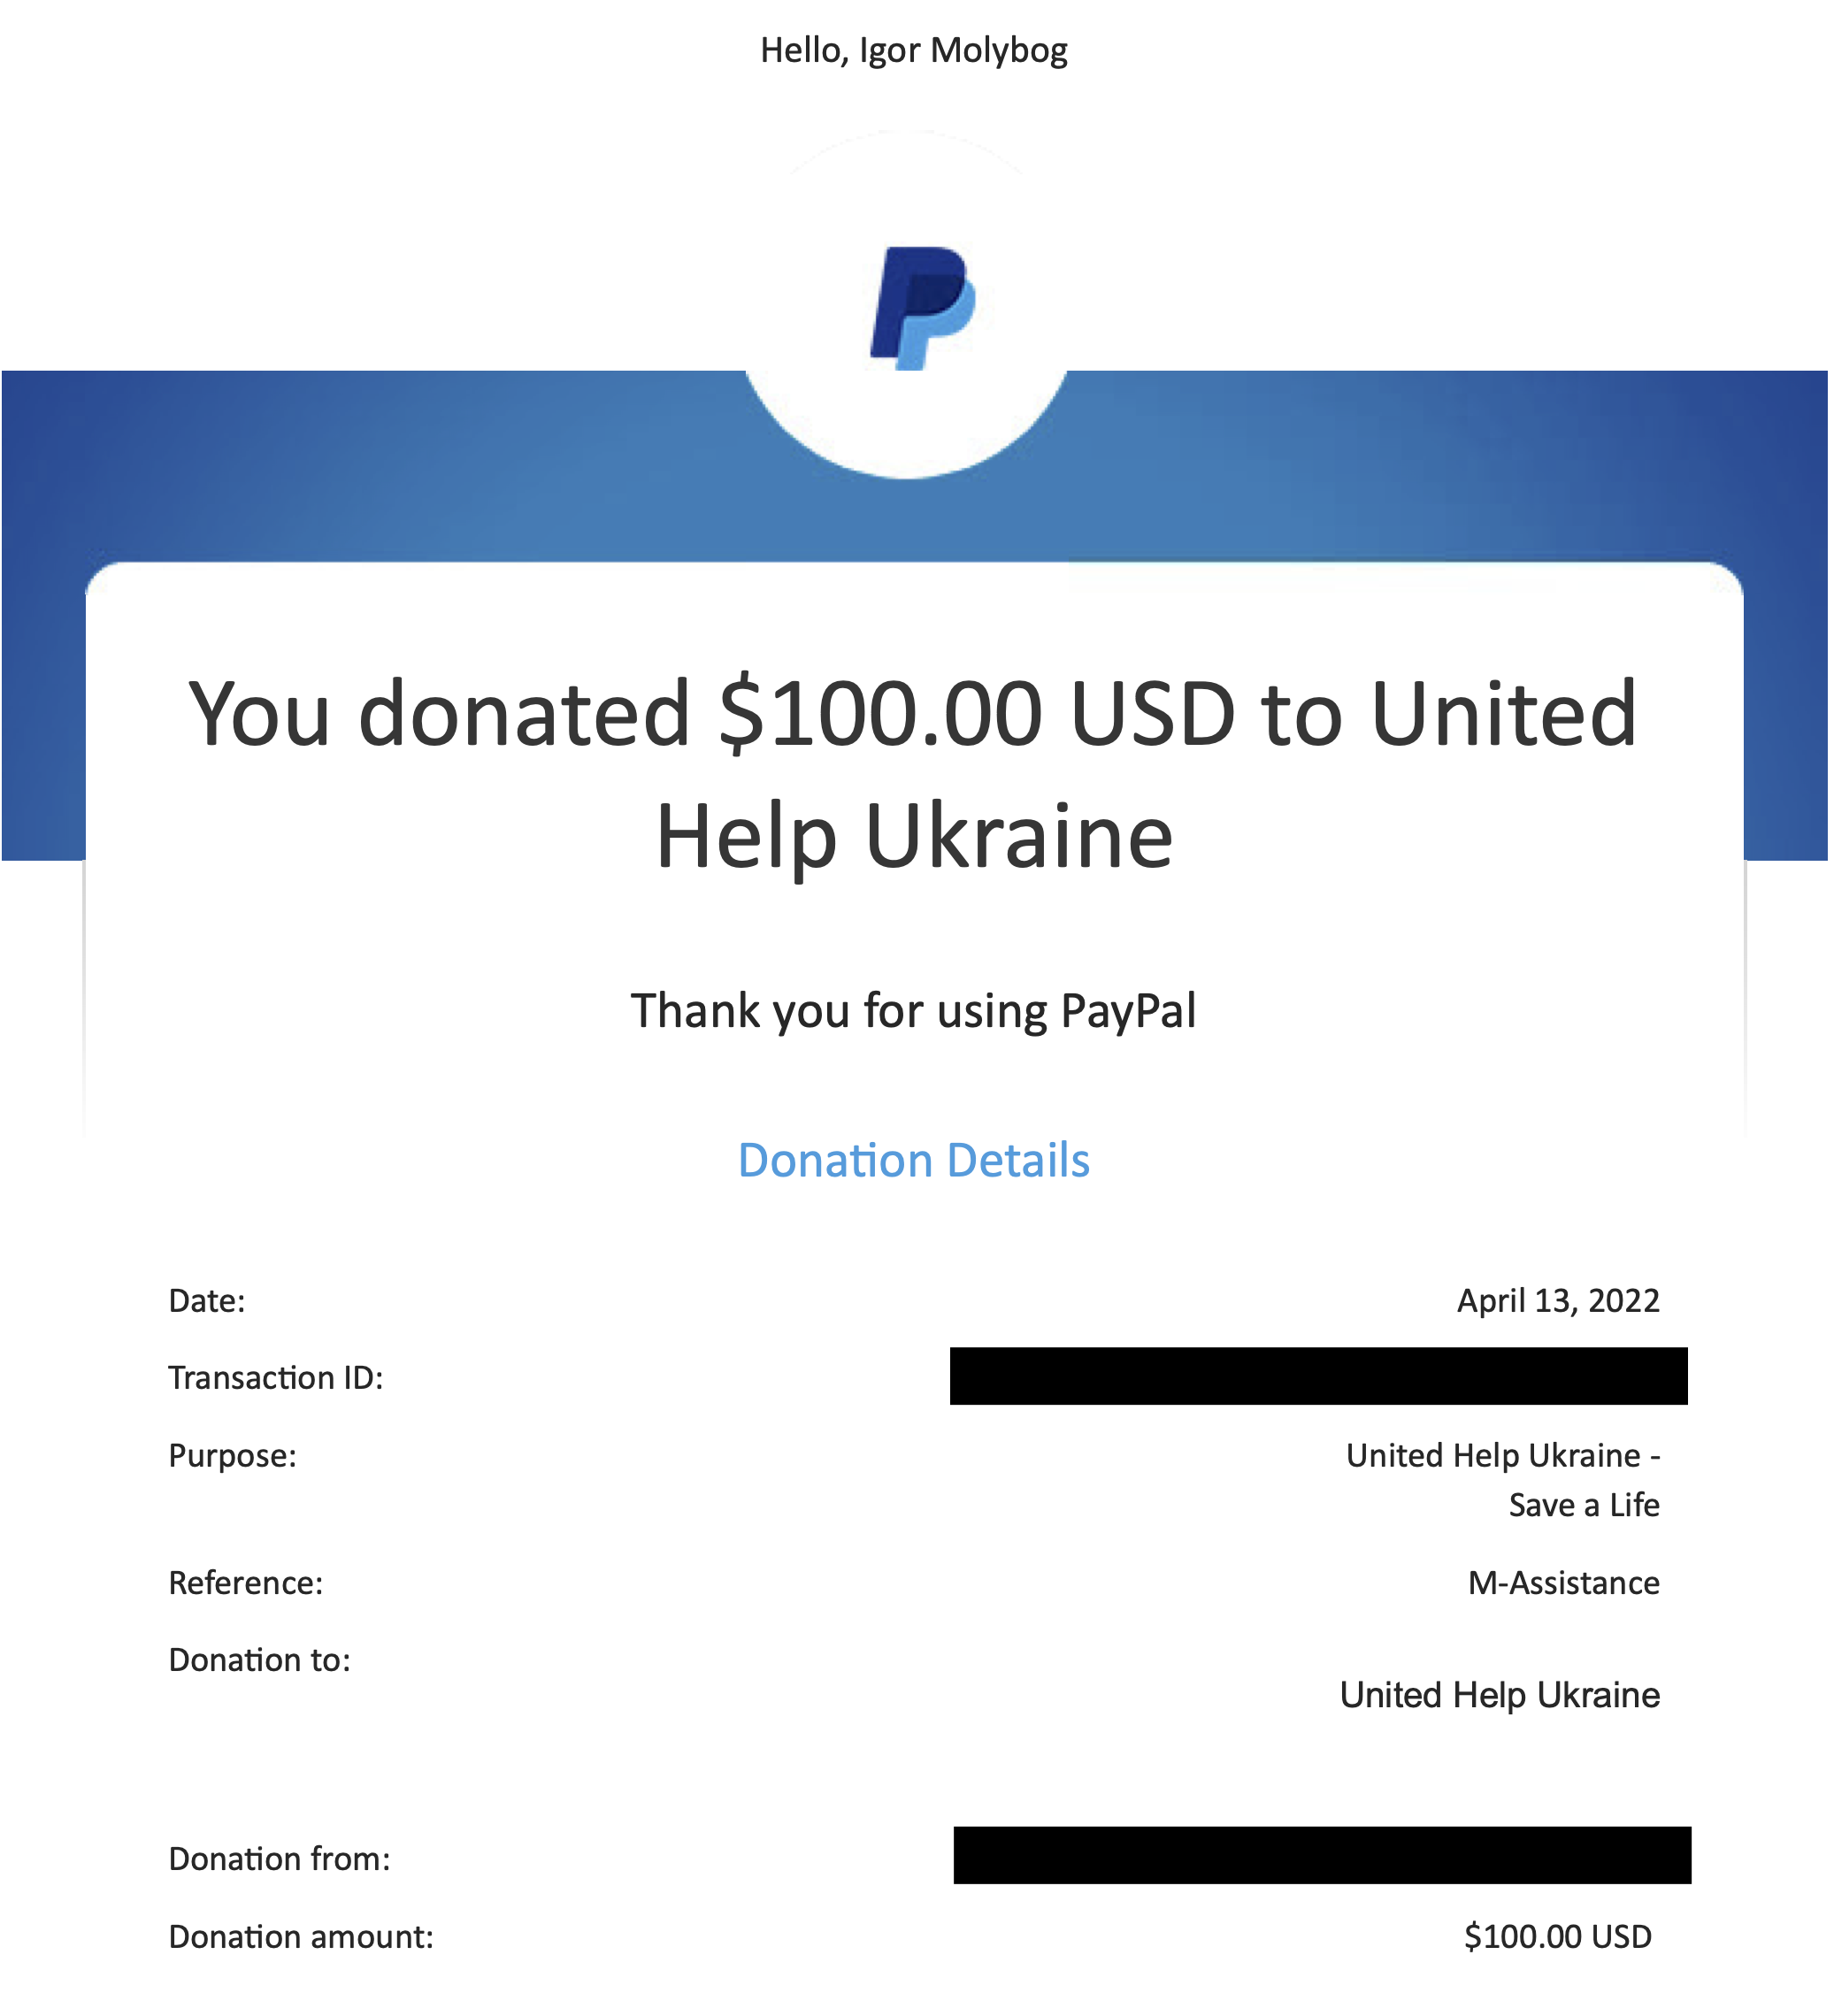 Hello, Igor Molybog
You donated $100.00 USD to United
Help Ukraine
Thank you for using PayPal
Donation Details
Date: April 13, 2022
Transaction ID:
Purpose: United Help Ukraine -
Save a Life
Reference: M-Assistance
Donation to:
United Help Ukraine
Donation from:
Donation amount: $100.00 USD